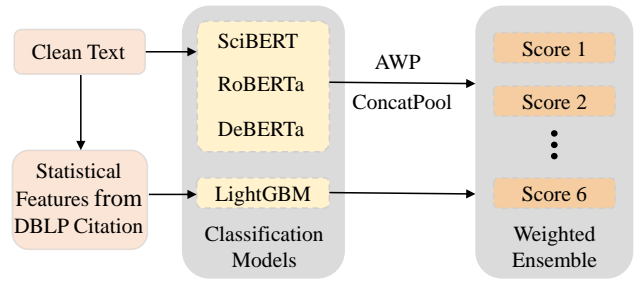 Clean Text
Statistical
Features from
DBLP Citation
SciBERT
RoBERTa
DeBERTa
LightGBM
Classification
Models
AWP
ConcatPool
Score 1
Score 2
Score 6
Weighted
Ensemble